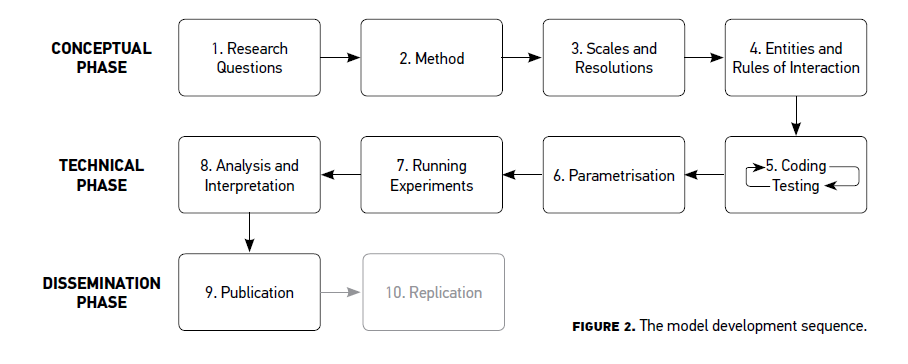 CONCEPTUAL
PHASE
1. Research
Questions
2. Method
3. Scales and
Resolutions
4. Entities and
Rules of Interaction
TECHNICAL
PHASE
8. Analysis and
Interpretation
7. Running
Experiments
6. Parametrisation
5. Coding
Testing
DISSEMINATION
PHASE
9. Publication
10. Replication
FIGURE 2. The model development sequence.